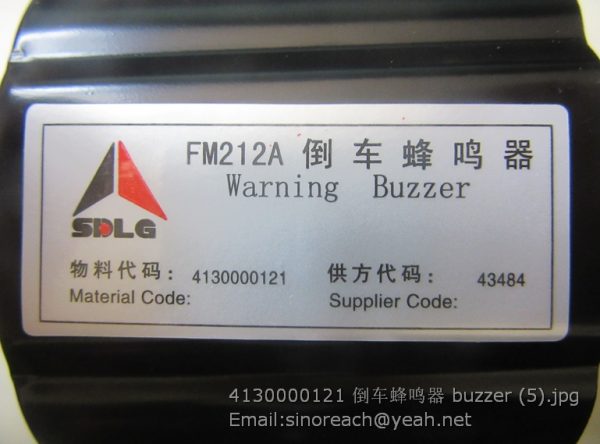 FM212A 倒车蜂鸣器
Warning Buzzer
SDLG
物料代码: 4130000121 供方代码: 43484
Material Code: Supplier Code:
4130000121 倒车蜂鸣器 buzzer (5).jpg
Email:sinoreach@yeah.net